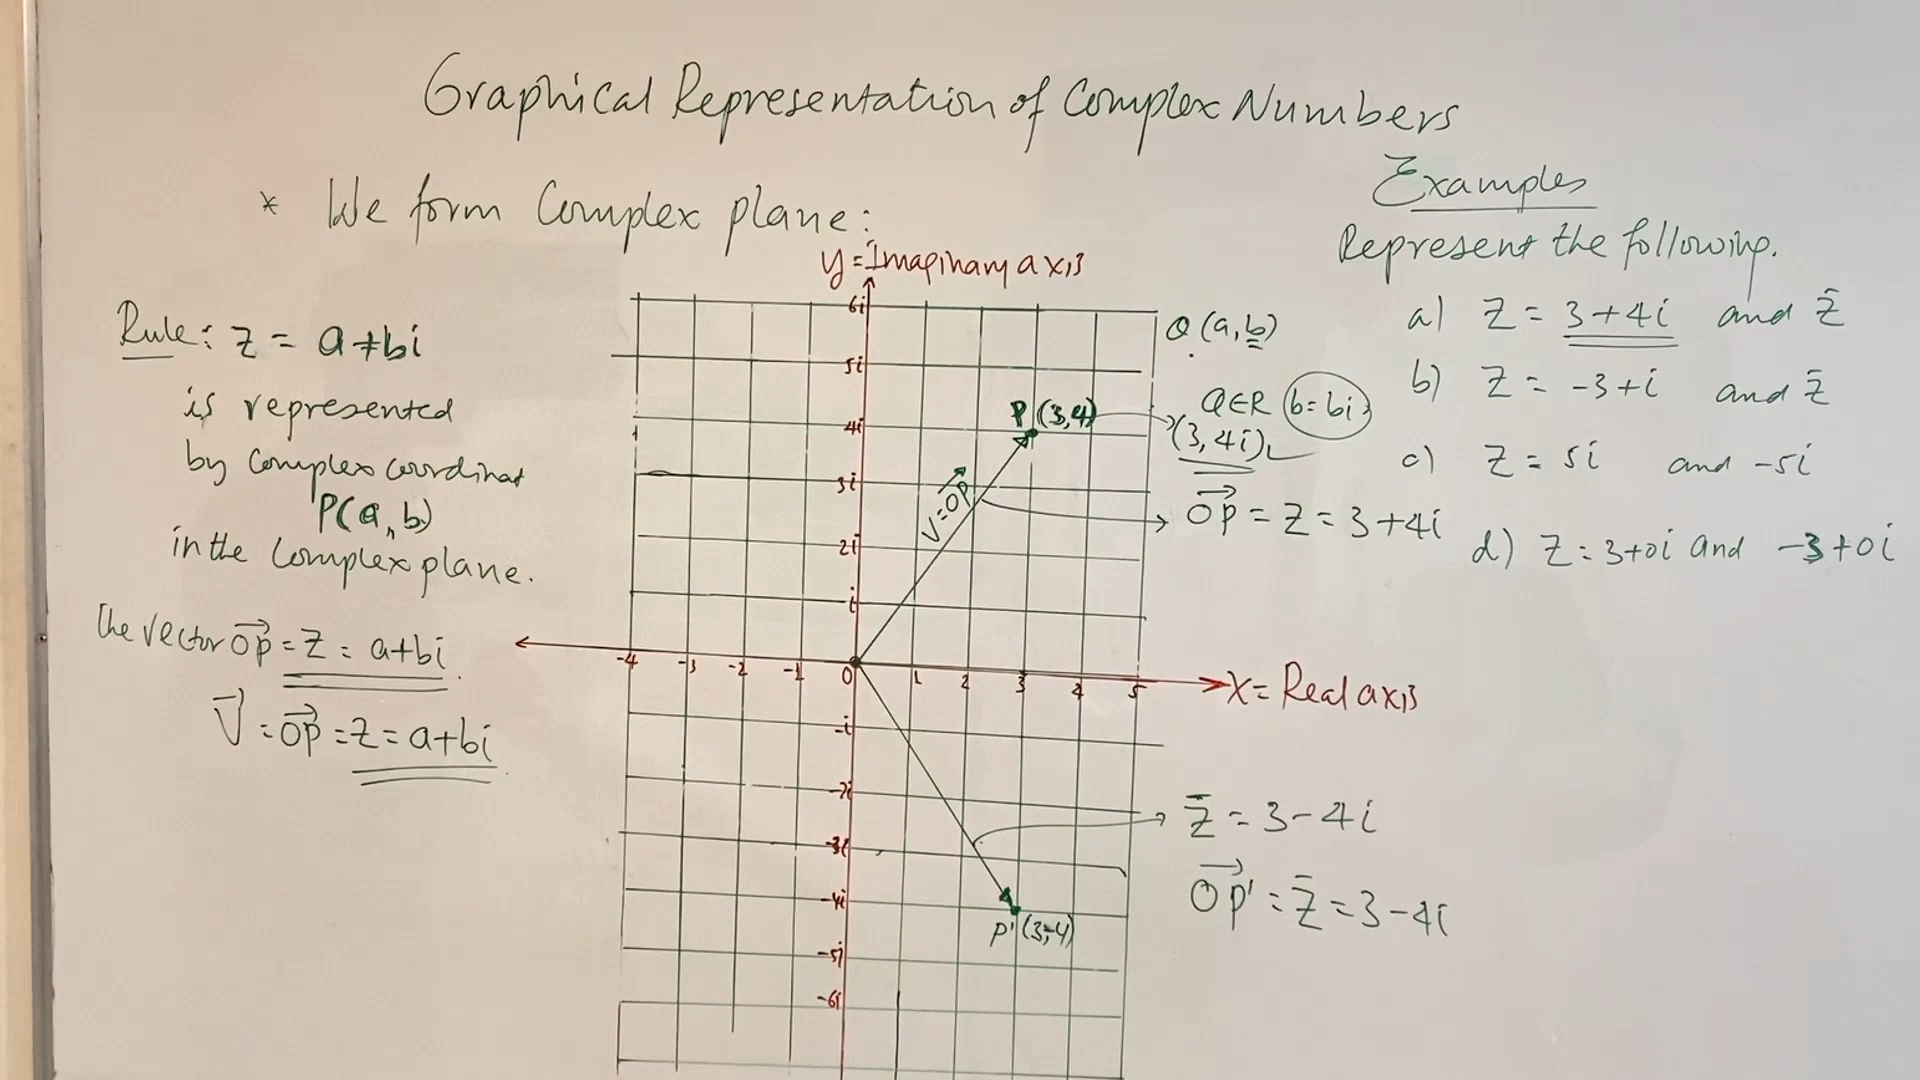 Graphical Representation of Complex Numbers
* We form Complex plane:
Rule: z = a+bi
is represented
by Complex coordinat
P(a, b)
in the Complex plane.
The vector OP = z = a+bi
V = OP = z = a+bi
y = Imaginary axis
6i
5i
4i
3i
2i
i
-4 -3 -2 -1 0 1 2 3 4 5
X = Real axis
-i
-2i
-3i
-4i
-5i
-6i
P (3,4)
V = OP
P' (3,-4)
Q (a, b)
Q∈R (b = bi)
(3, 4i)
OP = z = 3+4i
z̄ = 3-4i
OP' = z̄ = 3-4i
Examples
Represent the following.
a) z = 3+4i and z̄
b) z = -3+i and z̄
c) z = 5i and -5i
d) z = 3+0i and -3+0i